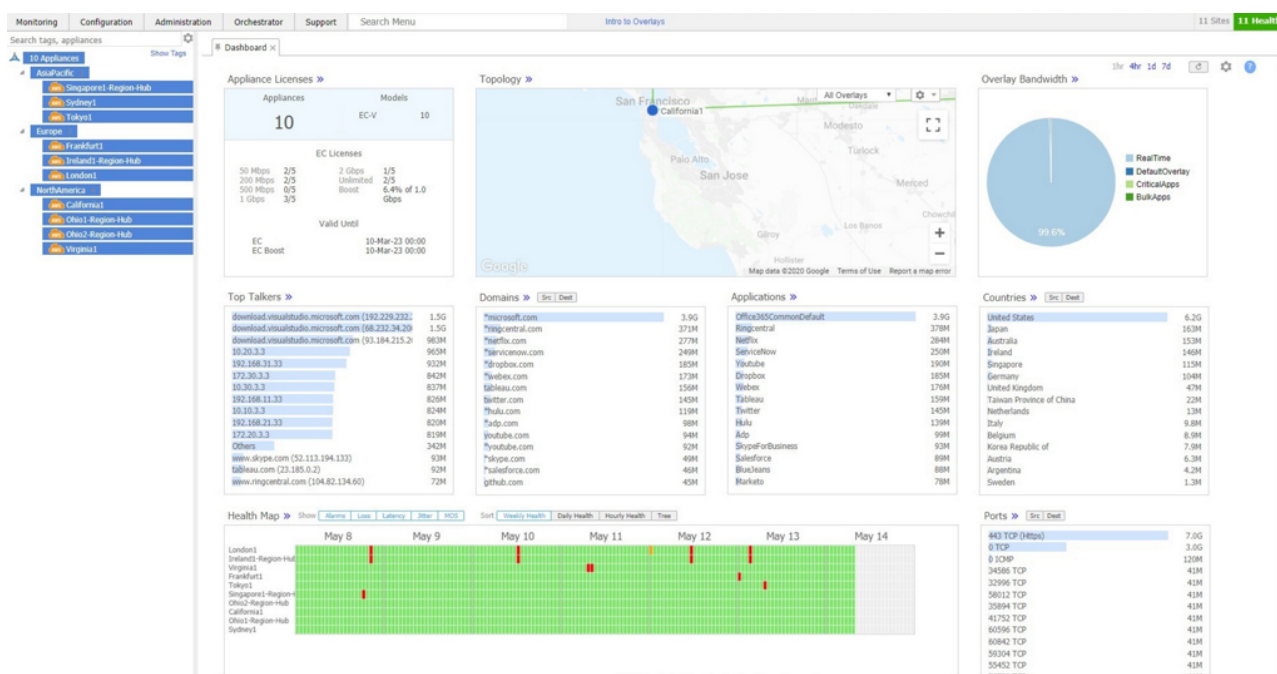 Monitoring Configuration Administration Orchestrator Support Search Menu Intro to Overlays 11 Sites 11 Health
Search tags, appliances
Show Tags
10 Appliances
AsiaPacific
Singapore1-Region-Hub
Sydney1
Tokyo1
Europe
Frankfurt1
Ireland1-Region-Hub
London1
NorthAmerica
California1
Ohio1-Region-Hub
Ohio2-Region-Hub
Virginia1
Dashboard
1hr 4hr 1d 7d
Appliance Licenses »
Appliances Models
10 EC-V 10
EC Licenses
50 Mbps 2/5 2 Gbps 1/5
200 Mbps 2/5 Unlimited 2/5
500 Mbps 0/5 Boost 6.4% of 1.0
1 Gbps 3/5 Gbps
Valid Until
EC 10-Mar-23 00:00
EC Boost 10-Mar-23 00:00
Topology »
All Overlays
San Francisco
California1
Oakdale
Modesto
Turlock
Palo Alto
San Jose
Merced
Chowchil
Los Banos
Gilroy
Hollister
Google
Map data ©2020 Google Terms of Use Report a map error
Overlay Bandwidth »
99.6%
RealTime
DefaultOverlay
CriticalApps
BulkApps
Top Talkers »
download.visualstudio.microsoft.com (192.229.232. 1.5G
download.visualstudio.microsoft.com (68.232.34.20 1.5G
download.visualstudio.microsoft.com (93.184.215.2 983M
10.20.3.3 965M
192.168.31.33 932M
172.30.3.3 842M
10.30.3.3 837M
192.168.11.33 826M
10.10.3.3 824M
192.168.21.33 820M
172.20.3.3 819M
Others 342M
www.skype.com (52.113.194.133) 93M
tableau.com (23.185.0.2) 92M
www.ringcentral.com (104.82.134.60) 72M
Domains » Src Dest
*microsoft.com 3.9G
*ringcentral.com 371M
*netflix.com 277M
*servicenow.com 249M
*dropbox.com 185M
*webex.com 173M
tableau.com 156M
twitter.com 145M
*hulu.com 119M
*adp.com 98M
youtube.com 94M
*youtube.com 92M
*skype.com 49M
*salesforce.com 46M
github.com 45M
Applications »
Office365CommonDefault 3.9G
Ringcentral 378M
Netflix 284M
ServiceNow 250M
Youtube 190M
Dropbox 185M
Webex 176M
Tableau 159M
Twitter 145M
Hulu 139M
Adp 99M
SkypeForBusiness 93M
Salesforce 89M
BlueJeans 88M
Marketo 78M
Countries » Src Dest
United States 6.2G
Japan 163M
Australia 153M
Ireland 146M
Singapore 115M
Germany 104M
United Kingdom 47M
Taiwan Province of China 22M
Netherlands 13M
Italy 9.8M
Belgium 8.9M
Korea Republic of 7.9M
Austria 6.3M
Argentina 4.2M
Sweden 1.3M
Health Map » Show Alarms Loss Latency Jitter MOS Sort Weekly Health Daily Health Hourly Health Tree
May 8 May 9 May 10 May 11 May 12 May 13 May 14
London1
Ireland1-Region-Hub
Virginia1
Frankfurt1
Tokyo1
Singapore1-Region-H
Ohio2-Region-Hub
California1
Ohio1-Region-Hub
Sydney1
Ports » Src Dest
443 TCP (Https) 7.0G
0 TCP 3.0G
0 ICMP 120M
34586 TCP 41M
32996 TCP 41M
58012 TCP 41M
35894 TCP 41M
41752 TCP 41M
60596 TCP 41M
60842 TCP 41M
59304 TCP 41M
55452 TCP 41M